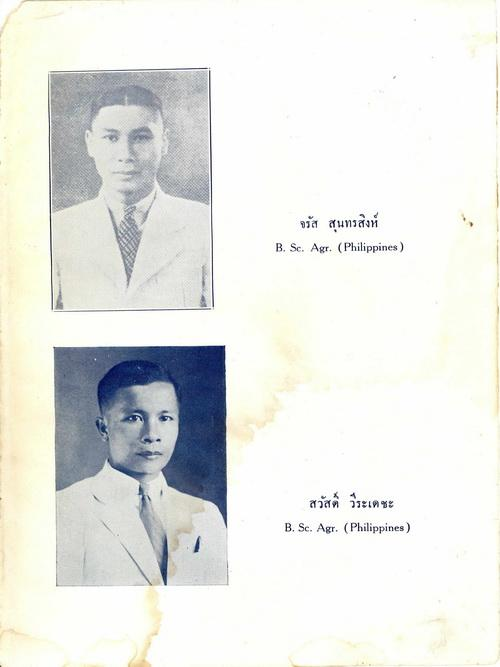 จรัส สุนทรสิงห์
B. Sc. Agr. (Philippines)
สวัสดิ์ วีระเดชะ
B. Sc. Agr. (Philippines)